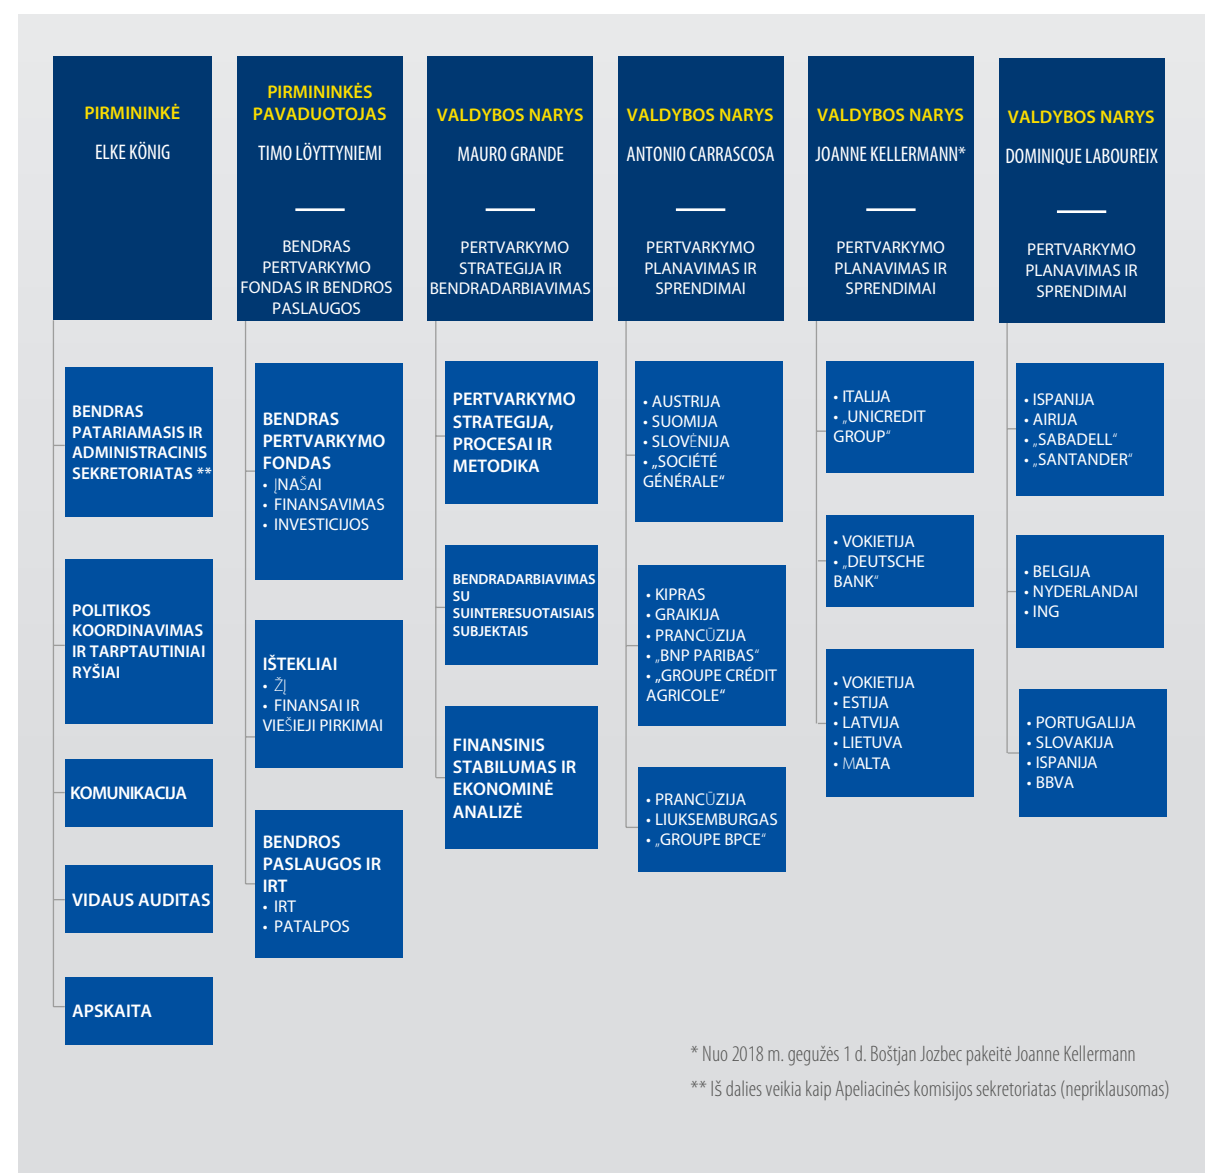 PIRMININKĖ
ELKE KÖNIG
BENDRAS
PATARIAMASIS IR
ADMINISTRACINIS
SEKRETORIATAS **
POLITIKOS
KOORDINAVIMAS
IR TARPTAUTINIAI
RYŠIAI
KOMUNIKACIJA
VIDAUS AUDITAS
APSKAITA
PIRMININKĖS
PAVADUOTOJAS
TIMO LÖYTTYNIEMI
BENDRAS
PERTVARKYMO
FONDAS IR BENDROS
PASLAUGOS
BENDRAS
PERTVARKYMO
FONDAS
• ĮNAŠAI
• FINANSAVIMAS
• INVESTICIJOS
IŠTEKLIAI
• ŽĮ
• FINANSAI IR
VIEŠIEJI PIRKIMAI
BENDROS
PASLAUGOS IR
IRT
• IRT
• PATALPOS
VALDYBOS NARYS
MAURO GRANDE
PERTVARKYMO
STRATEGIJA IR
BENDRADARBIAVIMAS
PERTVARKYMO
STRATEGIJA,
PROCESAI IR
METODIKA
BENDRADARBIAVIMAS
SU
SUINTERESUOTAISIAIS
SUBJEKTAIS
FINANSINIS
STABILUMAS IR
EKONOMINĖ
ANALIZĖ
VALDYBOS NARYS
ANTONIO CARRASCOSA
PERTVARKYMO
PLANAVIMAS IR
SPRENDIMAI
• AUSTRIJA
• SUOMIJA
• SLOVĖNIJA
• „SOCIÉTÉ
GÉNÉRALE“
• KIPRAS
• GRAIKIJA
• PRANCŪZIJA
• „BNP PARIBAS“
• „GROUPE CRÉDIT
AGRICOLE“
• PRANCŪZIJA
• LIUKSEMBURGAS
• „GROUPE BPCE“
VALDYBOS NARYS
JOANNE KELLERMANN*
PERTVARKYMO
PLANAVIMAS IR
SPRENDIMAI
• ITALIJA
• „UNICREDIT
GROUP“
• VOKIETIJA
• „DEUTSCHE
BANK“
• VOKIETIJA
• ESTIJA
• LATVIJA
• LIETUVA
• MALTA
VALDYBOS NARYS
DOMINIQUE LABOUREIX
PERTVARKYMO
PLANAVIMAS IR
SPRENDIMAI
• ISPANIJA
• AIRIJA
• „SABADELL“
• „SANTANDER“
• BELGIJA
• NYDERLANDAI
• ING
• PORTUGALIJA
• SLOVAKIJA
• ISPANIJA
• BBVA
* Nuo 2018 m. gegužės 1 d. Boštjan Jozbec pakeitė Joanne Kellermann
** Iš dalies veikia kaip Apeliacinės komisijos sekretoriatas (nepriklausomas)